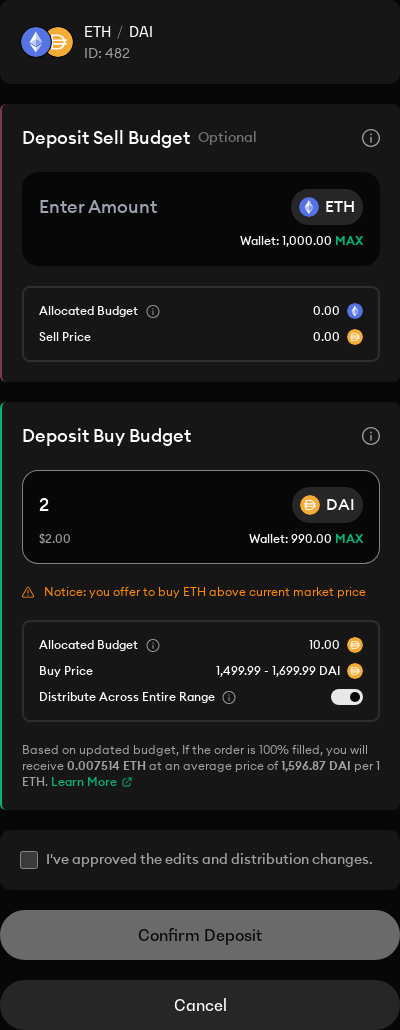 ETH / DAI
ID: 482
Deposit Sell Budget Optional
Enter Amount ETH
Wallet: 1,000.00 MAX
Allocated Budget 0.00
Sell Price 0.00
Deposit Buy Budget
2 DAI
$2.00 Wallet: 990.00 MAX
Notice: you offer to buy ETH above current market price
Allocated Budget 10.00
Buy Price 1,499.99 - 1,699.99 DAI
Distribute Across Entire Range
Based on updated budget, If the order is 100% filled, you will
receive 0.007514 ETH at an average price of 1,596.87 DAI per 1
ETH. Learn More
I've approved the edits and distribution changes.
Confirm Deposit
Cancel